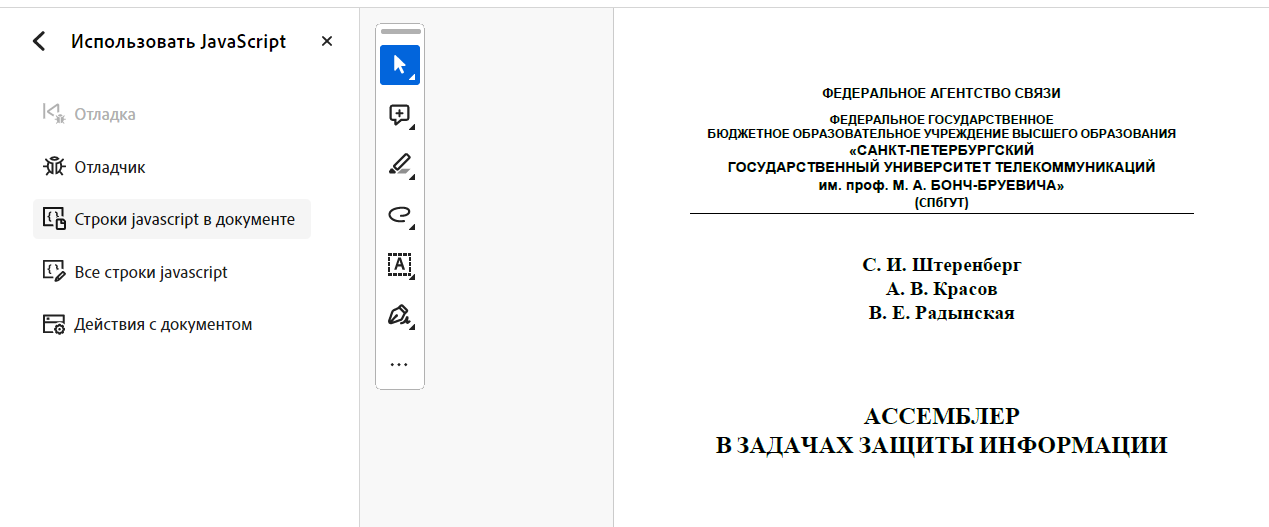 Использовать JavaScript
Отладка
Отладчик
Строки javascript в документе
Все строки javascript
Действия с документом
ФЕДЕРАЛЬНОЕ АГЕНТСТВО СВЯЗИ
ФЕДЕРАЛЬНОЕ ГОСУДАРСТВЕННОЕ
БЮДЖЕТНОЕ ОБРАЗОВАТЕЛЬНОЕ УЧРЕЖДЕНИЕ ВЫСШЕГО ОБРАЗОВАНИЯ
«САНКТ-ПЕТЕРБУРГСКИЙ
ГОСУДАРСТВЕННЫЙ УНИВЕРСИТЕТ ТЕЛЕКОММУНИКАЦИЙ
им. проф. М. А. БОНЧ-БРУЕВИЧА»
(СПбГУТ)
С. И. Штеренберг
А. В. Красов
В. Е. Радынская
АССЕМБЛЕР
В ЗАДАЧАХ ЗАЩИТЫ ИНФОРМАЦИИ